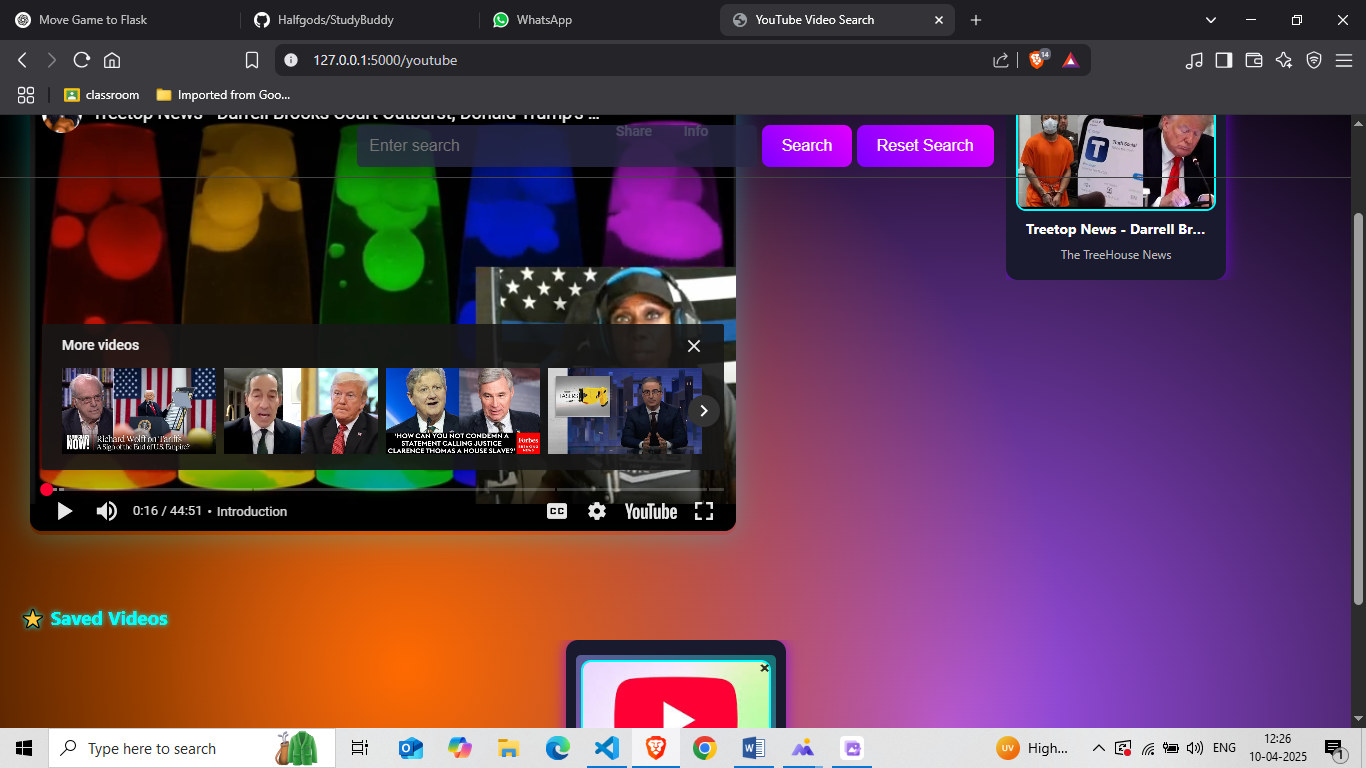 Move Game to Flask
Halfgods/StudyBuddy
WhatsApp
YouTube Video Search
127.0.0.1:5000/youtube
14
classroom
Imported from Goo...
Treetop News - Darrell Brooks Court Outburst, Donald Trump's ...
Share
Info
Enter search
Search
Reset Search
Treetop News - Darrell Br...
The TreeHouse News
More videos
NOW!
Richard Wolff on Tariffs
A Sign of the End of U.S. Empire?
'HOW CAN YOU NOT CONDEMN A
STATEMENT CALLING JUSTICE
CLARENCE THOMAS A HOUSE SLAVE?'
Forbes
0:16 / 44:51 • Introduction
CC
YouTube
Saved Videos
Type here to search
UV
High...
ENG
12:26
10-04-2025
1